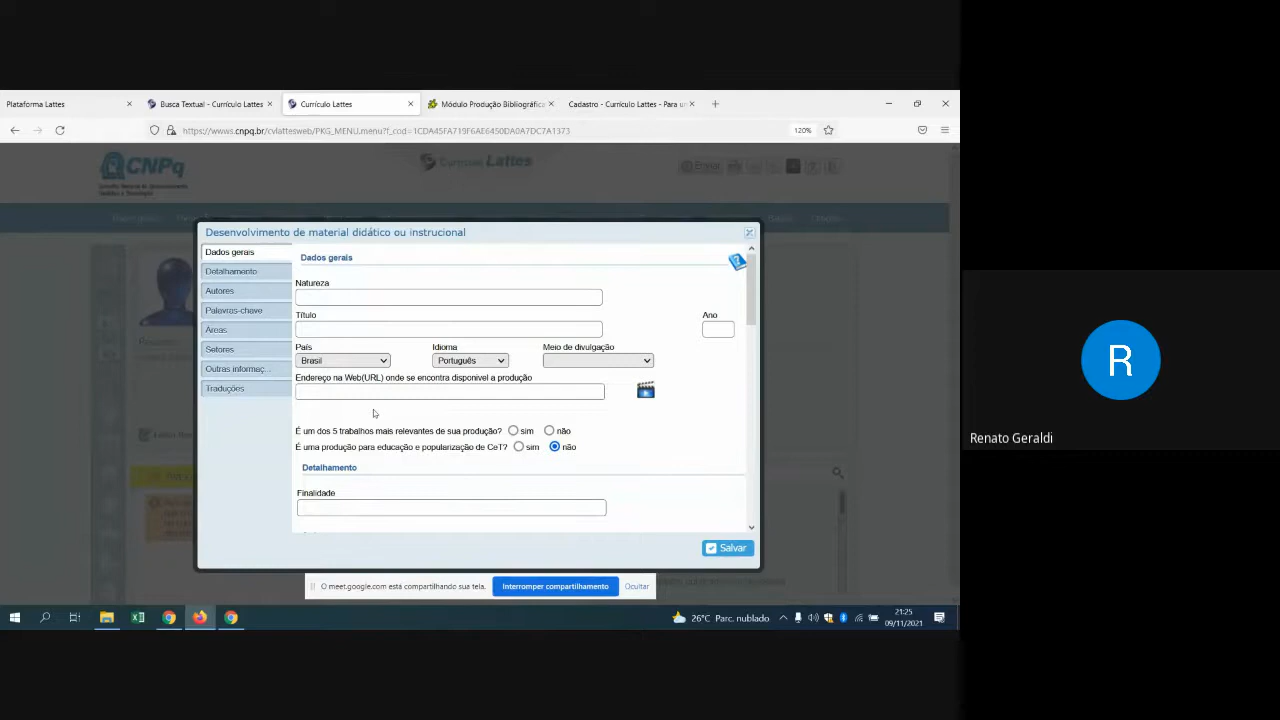 Plataforma Lattes
Busca Textual - Currículo Lattes
Currículo Lattes
Módulo Produção Bibliográfica
Cadastro - Currículo Lattes - Para u
https://wwws.cnpq.br/cvlattesweb/PKG_MENU.menu?f_cod=1CDA45FA719F6AE6450DA0A7DC7A1373
120%
CNPq
Currículo Lattes
Desenvolvimento de material didático ou instrucional
Dados gerais
Detalhamento
Autores
Palavras-chave
Áreas
Setores
Outras informaç...
Traduções
Dados gerais
Natureza
Título
Ano
País
Idioma
Meio de divulgação
Brasil
Português
Endereço na Web(URL) onde se encontra disponivel a produção
É um dos 5 trabalhos mais relevantes de sua produção? sim não
É uma produção para educação e popularização de CeT? sim não
Detalhamento
Finalidade
Salvar
O meet.google.com está compartilhando sua tela.
Interromper compartilhamento
Ocultar
26°C Parc. nublado
21:25
09/11/2021
R
Renato Geraldi